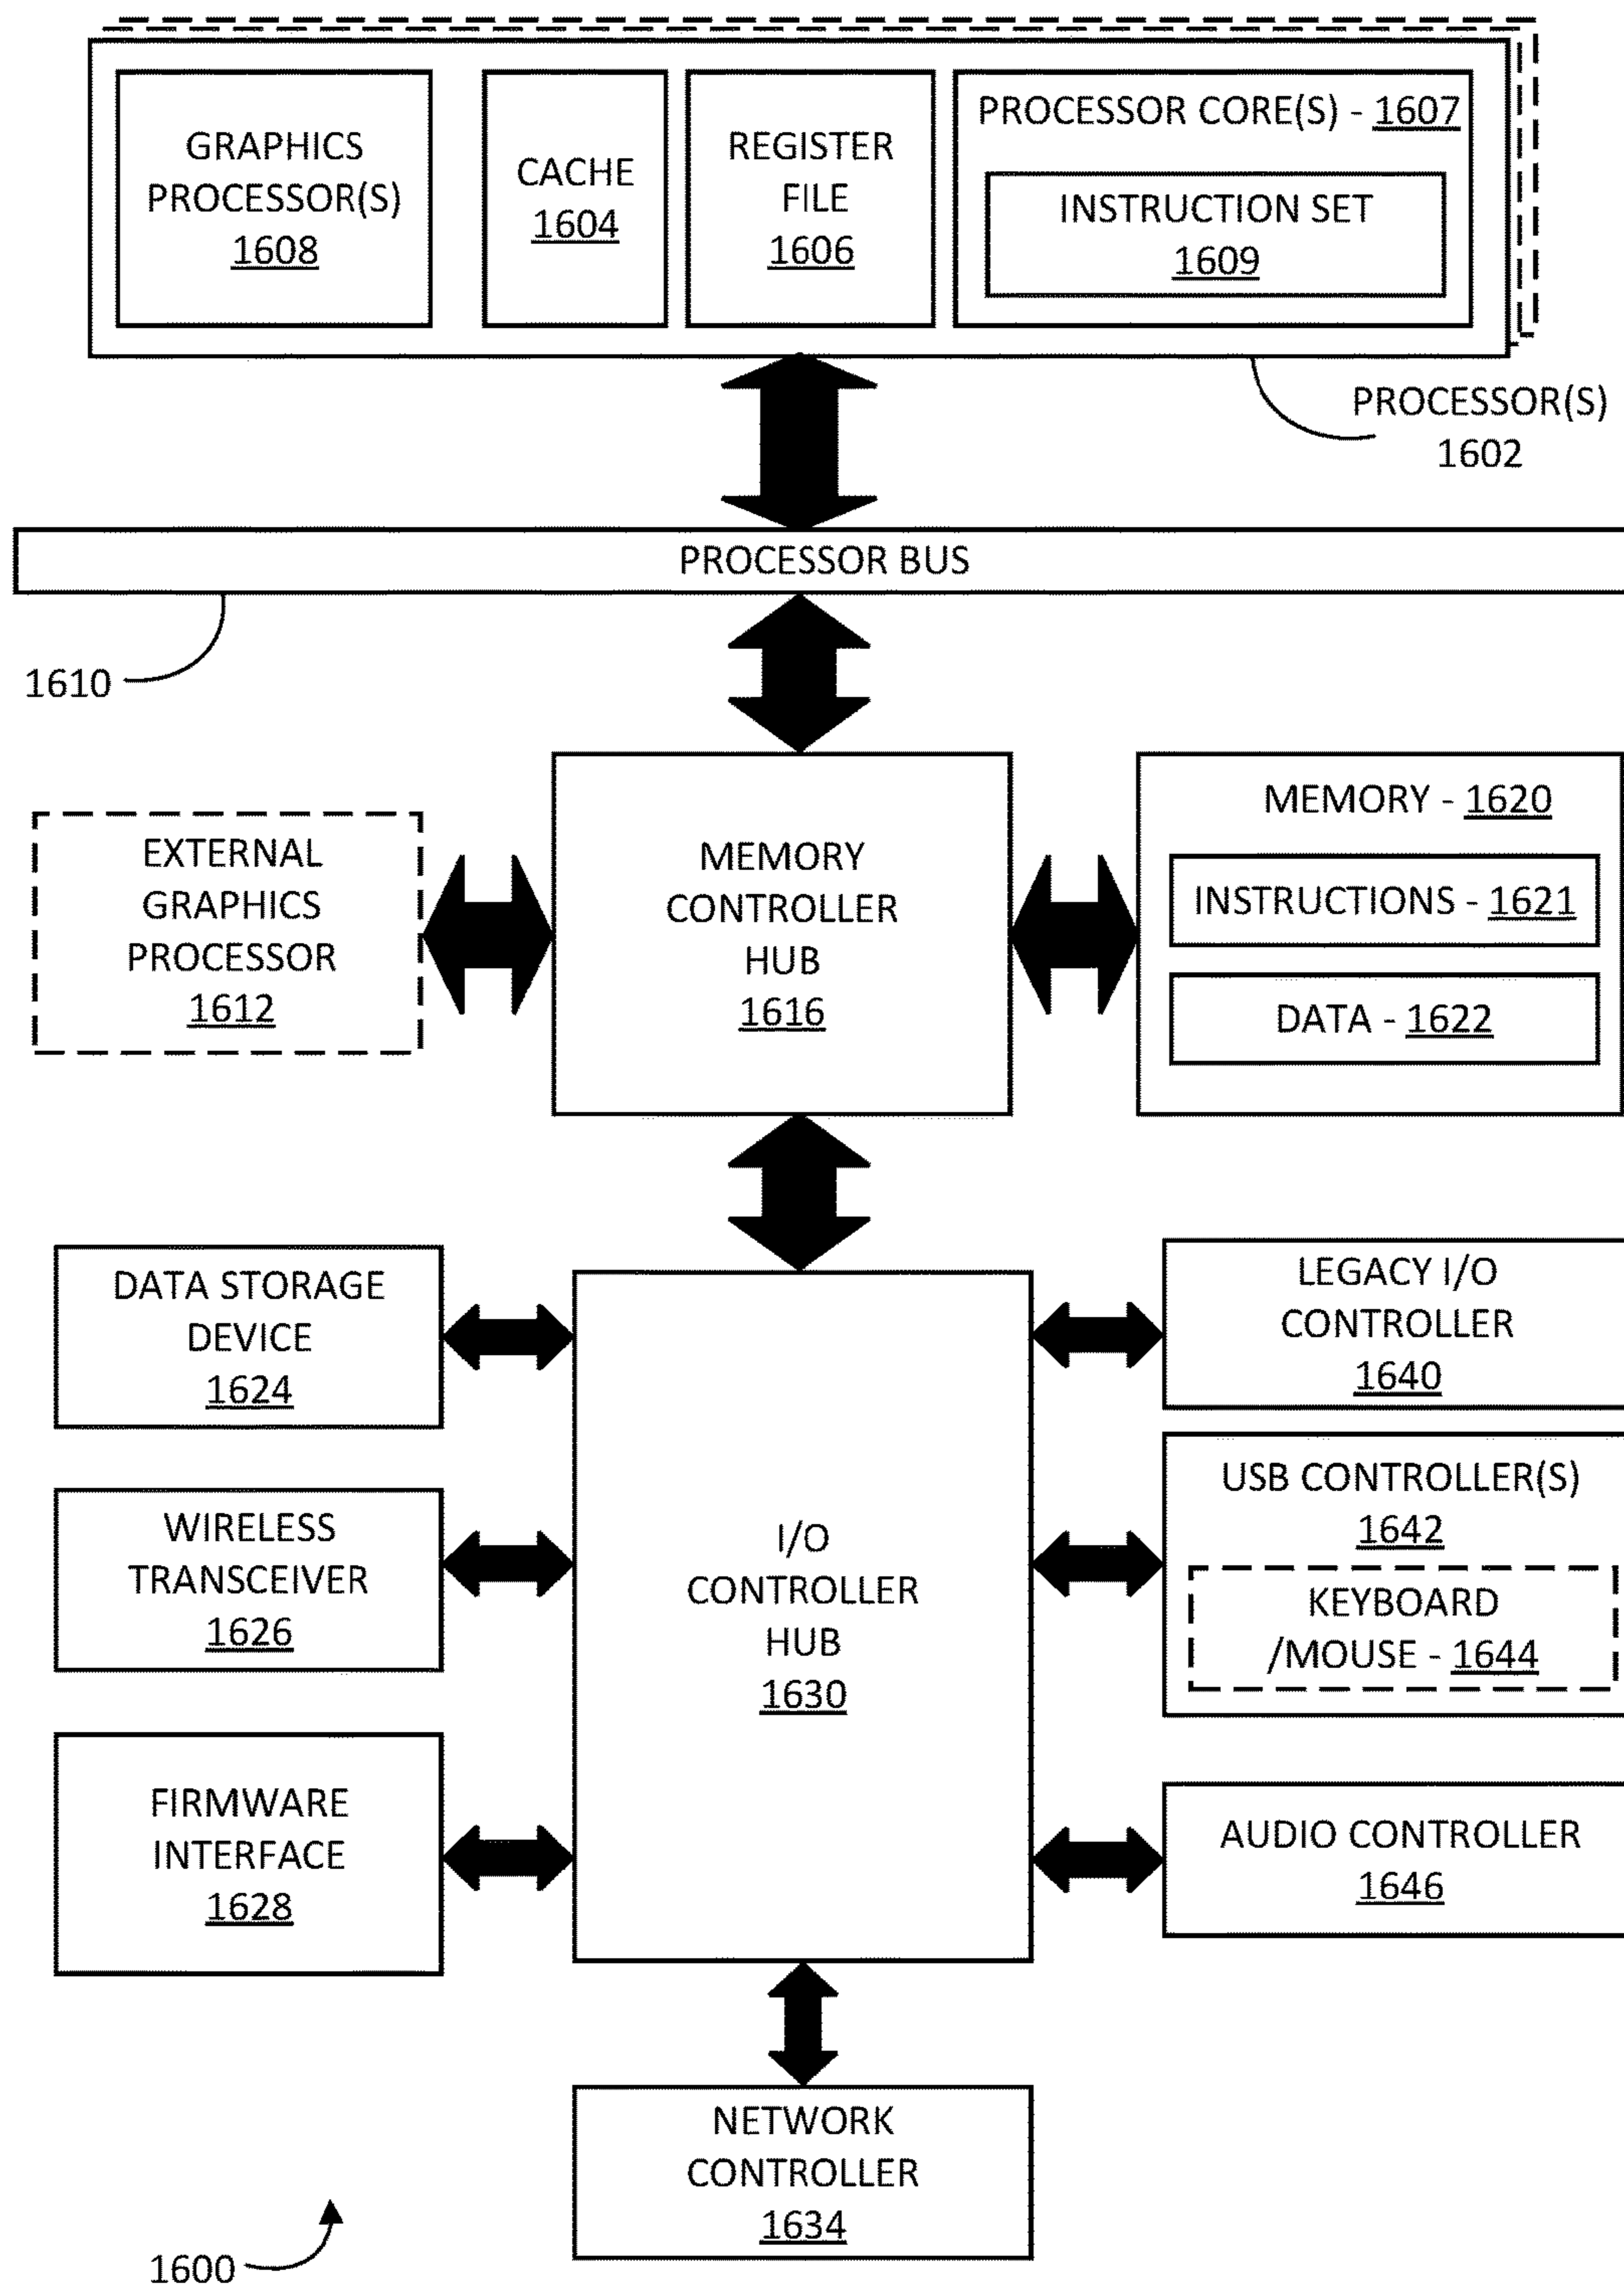 GRAPHICS
PROCESSOR(S)
1608
CACHE
1604
REGISTER
FILE
1606
PROCESSOR CORE(S) - 1607
INSTRUCTION SET
1609
PROCESSOR(S)
1602
PROCESSOR BUS
1610
EXTERNAL
GRAPHICS
PROCESSOR
1612
MEMORY
CONTROLLER
HUB
1616
MEMORY - 1620
INSTRUCTIONS - 1621
DATA - 1622
DATA STORAGE
DEVICE
1624
WIRELESS
TRANSCEIVER
1626
FIRMWARE
INTERFACE
1628
I/O
CONTROLLER
HUB
1630
LEGACY I/O
CONTROLLER
1640
USB CONTROLLER(S)
1642
KEYBOARD
/MOUSE - 1644
AUDIO CONTROLLER
1646
NETWORK
CONTROLLER
1634
1600